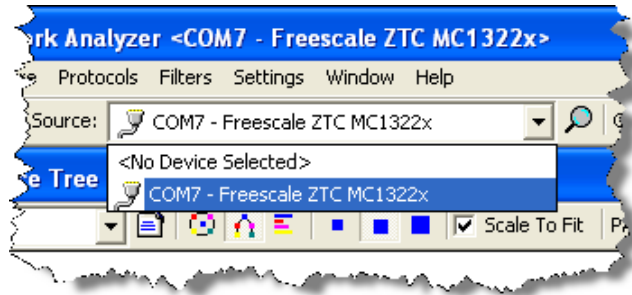 rk Analyzer <COM7 - Freescale ZTC MC1322x>
Protocols Filters Settings Window Help
Source: COM7 - Freescale ZTC MC1322x
<No Device Selected>
Tree
COM7 - Freescale ZTC MC1322x
Scale To Fit